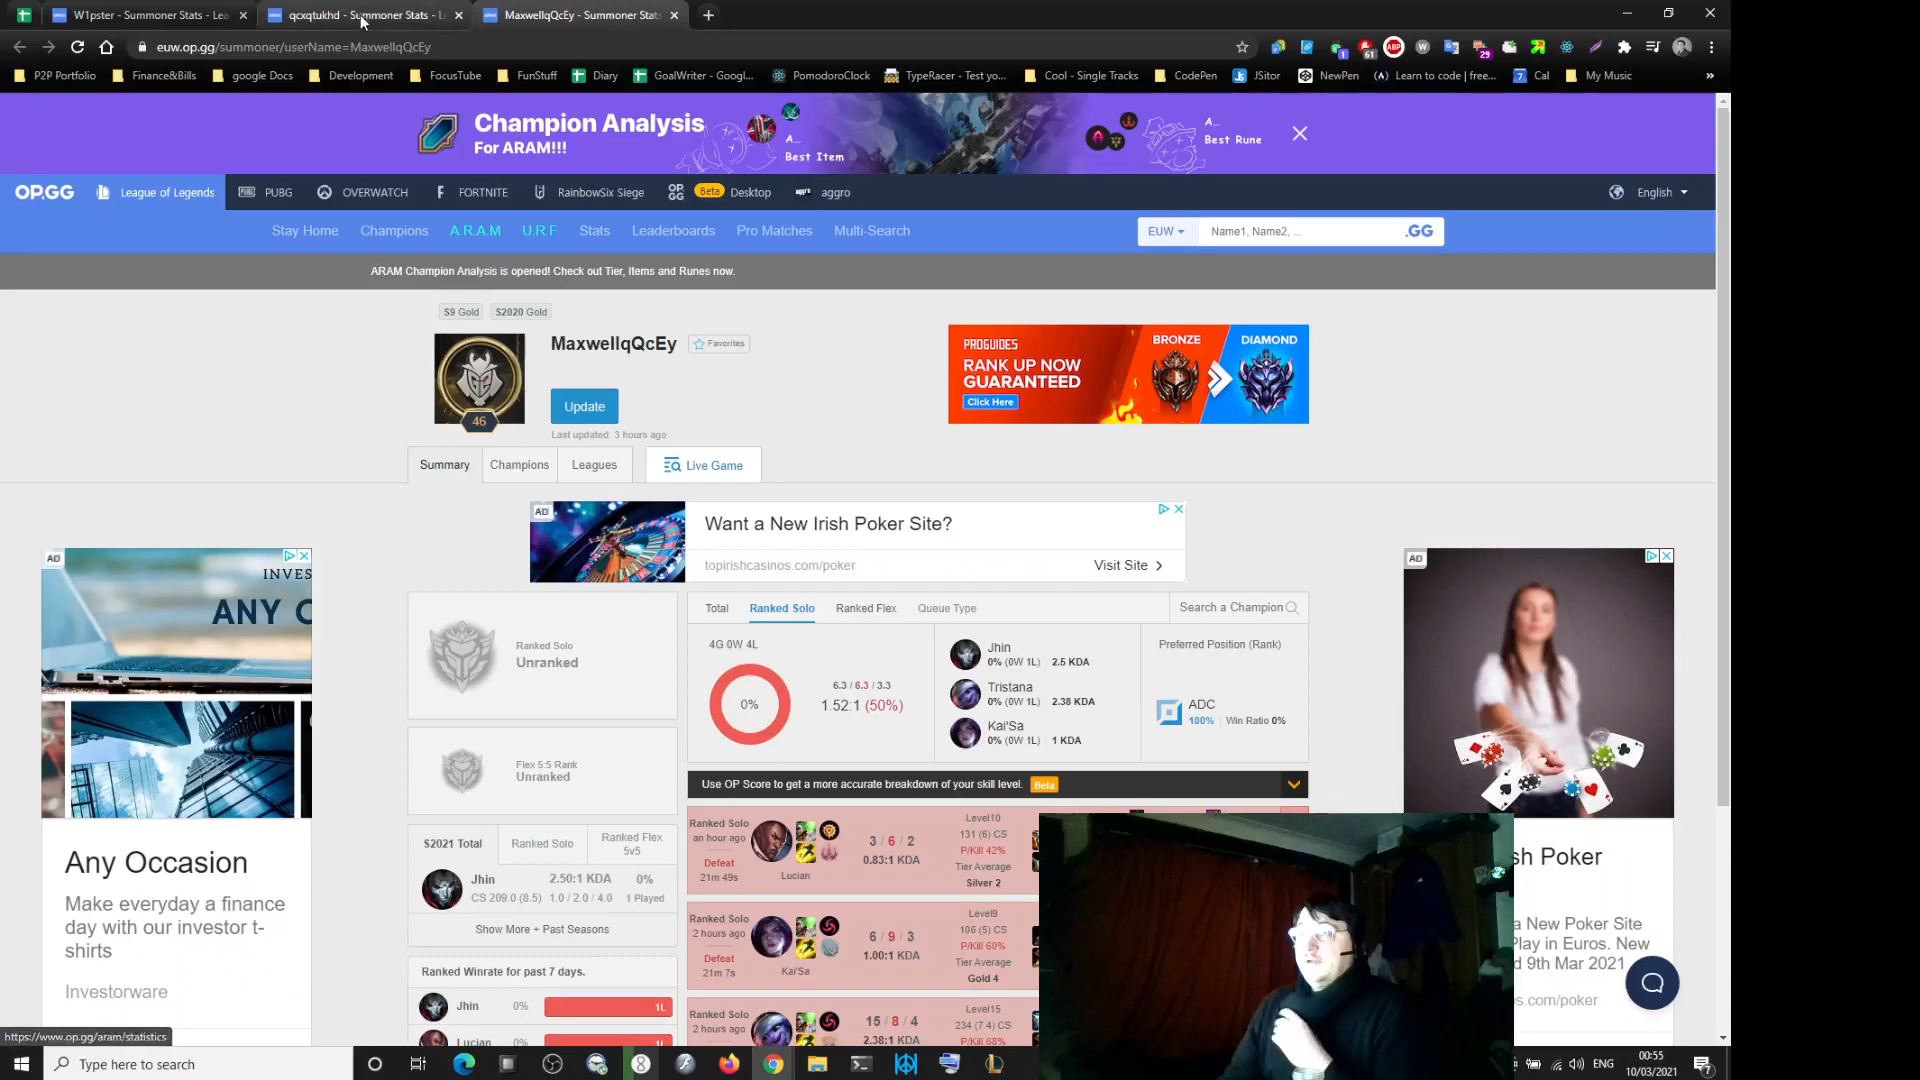 W1pster - Summoner Stats - Lea
qcxqtukhd - Summoner Stats - Le
MaxwellqQcEy - Summoner Stats
euw.op.gg/summoner/userName=MaxwellqQcEy
1
61
ABP
W
29
P2P Portfolio
Finance&Bills
google Docs
Development
FocusTube
FunStuff
Diary
GoalWriter - Googl...
PomodoroClock
TypeRacer - Test yo...
Cool - Single Tracks
CodePen
JSitor
NewPen
Learn to code | free...
Cal
My Music
»
Champion Analysis
For ARAM!!!
A...
Best Item
A...
Best Rune
OP.GG
League of Legends
PUBG
OVERWATCH
FORTNITE
RainbowSix Siege
OP.GG
Beta
Desktop
aggro
English
Stay Home
Champions
A.R.A.M
U.R.F
Stats
Leaderboards
Pro Matches
Multi-Search
EUW
Name1, Name2, ...
.GG
ARAM Champion Analysis is opened! Check out Tier, Items and Runes now.
S9 Gold
S2020 Gold
MaxwellqQcEy
Favorites
46
Update
Last updated: 3 hours ago
PROGUIDES
RANK UP NOW
GUARANTEED
Click Here
BRONZE
DIAMOND
Summary
Champions
Leagues
Live Game
AD
Want a New Irish Poker Site?
topirishcasinos.com/poker
Visit Site
AD
INVES
ANY O
Any Occasion
Make everyday a finance
day with our investor t-
shirts
Investorware
Ranked Solo
Unranked
Flex 5:5 Rank
Unranked
S2021 Total
Ranked Solo
Ranked Flex
5v5
Jhin
CS 209.0 (8.5)
2.50:1 KDA
1.0 / 2.0 / 4.0
0%
1 Played
Show More + Past Seasons
Ranked Winrate for past 7 days.
Jhin
0%
1L
Lucian
0%
1L
Total
Ranked Solo
Ranked Flex
Queue Type
Search a Champion
4G 0W 4L
0%
6.3 / 6.3 / 3.3
1.52:1 (50%)
Jhin
0% (0W 1L)
2.5 KDA
Tristana
0% (0W 1L)
2.38 KDA
Kai'Sa
0% (0W 1L)
1 KDA
Preferred Position (Rank)
ADC
100%
Win Ratio 0%
Use OP Score to get a more accurate breakdown of your skill level.
Beta
Ranked Solo
an hour ago
Defeat
21m 49s
Lucian
3 / 6 / 2
0.83:1 KDA
Level10
131 (6) CS
P/Kill 42%
Tier Average
Silver 2
Ranked Solo
2 hours ago
Defeat
21m 7s
Kai'Sa
6 / 9 / 3
1.00:1 KDA
Level9
106 (5) CS
P/Kill 60%
Tier Average
Gold 4
Ranked Solo
2 hours ago
15 / 8 / 4
2.38:1 KDA
Level15
234 (7.4) CS
P/Kill 68%
AD
sh Poker
a New Poker Site
Play in Euros. New
d 9th Mar 2021
os.com/poker
https://www.op.gg/aram/statistics
Type here to search
ENG
00:55
10/03/2021
7